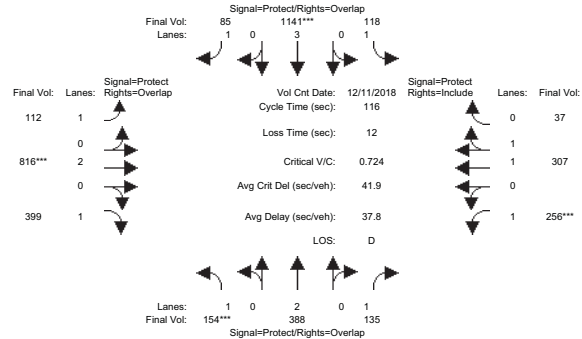 Signal=Protect/Rights=Overlap
Final Vol: 85 1141*** 118
Lanes: 1 0 3 0 1
Signal=Protect Signal=Protect
Final Vol: Lanes: Rights=Overlap Vol Cnt Date: 12/11/2018 Rights=Include Lanes: Final Vol:
Cycle Time (sec): 116
112 1 0 37
Loss Time (sec): 12
0 1
816*** 2 Critical V/C: 0.724 1 307
0 Avg Crit Del (sec/veh): 41.9 0
399 1 Avg Delay (sec/veh): 37.8 1 256***
LOS: D
Lanes: 1 0 2 0 1
Final Vol: 154*** 388 135
Signal=Protect/Rights=Overlap